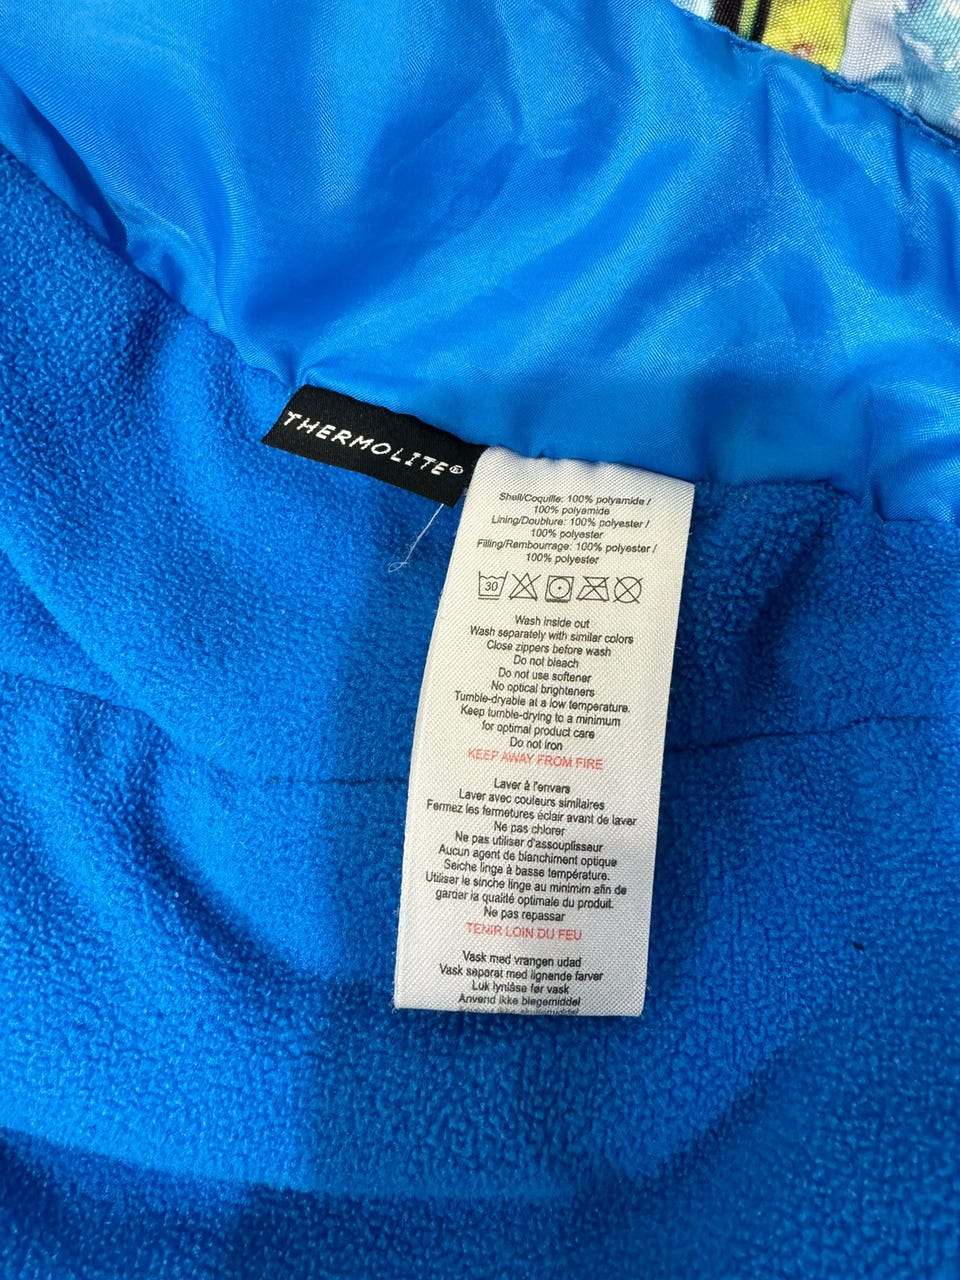 THERMOLITE®
Shell/Coquille: 100% polyamide /
100% polyamide
Lining/Doublure: 100% polyester /
100% polyester
Filling/Rembourrage: 100% polyester /
100% polyester
30
Wash inside out
Wash separately with similar colors
Close zippers before wash
Do not bleach
Do not use softener
No optical brighteners
Tumble-dryable at a low temperature.
Keep tumble-drying to a minimum
for optimal product care
Do not iron
KEEP AWAY FROM FIRE
Laver à l'envers
Laver avec couleurs similaires
Fermez les fermetures éclair avant de laver
Ne pas chlorer
Ne pas utiliser d'assouplisseur
Aucun agent de blanchiment optique
Seiche linge à basse température.
Utiliser le sinche linge au minimim afin de
garder la qualité optimale du produit.
Ne pas repassar
TENIR LOIN DU FEU
Vask med vrangen udad
Vask separat med lignende farver
Luk lynlåse før vask
Anvend ikke blegemiddel